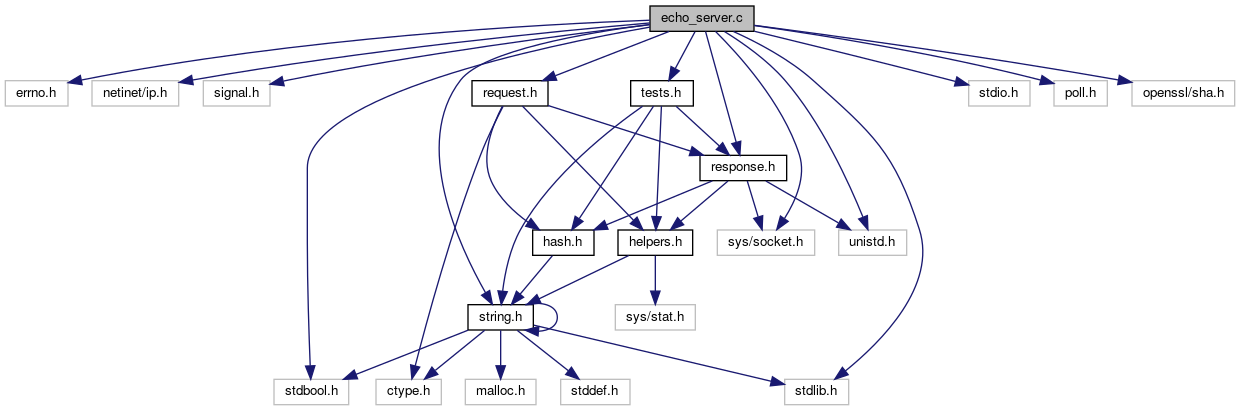 echo_server.c
errno.h
netinet/ip.h
signal.h
request.h
tests.h
stdio.h
poll.h
openssl/sha.h
response.h
hash.h
helpers.h
sys/socket.h
unistd.h
string.h
sys/stat.h
stdbool.h
ctype.h
malloc.h
stddef.h
stdlib.h